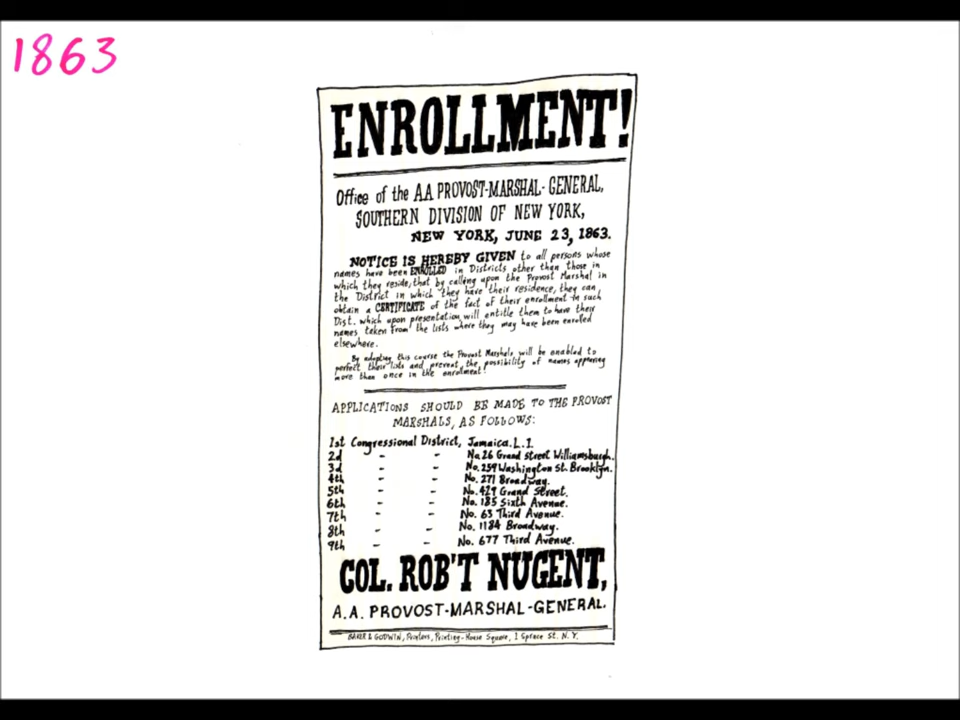 1863
ENROLLMENT!
Office of the A.A PROVOST-MARSHAL-GENERAL,
SOUTHERN DIVISION OF NEW YORK,
NEW YORK, JUNE 23, 1863.
NOTICE IS HEREBY GIVEN to all persons whose
names have been ENROLLED in Districts other than those in
which they reside, that by calling upon the Provost Marshal in
the District in which they have their residence, they can
obtain a CERTIFICATE of the fact of their enrollment in such
Dist. which upon presentation will entitle them to have their
names taken from the lists where they may have been enrolled
elsewhere.
By adopting this course the Provost Marshals will be enabled to
perfect their lists and prevent the possibility of names appearing
more than once in the enrolment.
APPLICATIONS SHOULD BE MADE TO THE PROVOST
MARSHALS, AS FOLLOWS:
1st Congressional District, Jamaica. L.I.
2d - - No. 26 Grand Street Williamsburgh.
3d - - No. 259 Washington St. Brooklyn.
4th - - No. 271 Broadway.
5th - - No. 429 Grand Street.
6th - - No. 185 Sixth Avenue.
7th - - No. 63 Third Avenue.
8th - - No. 1184 Broadway.
9th - - No. 677 Third Avenue.
COL. ROB'T NUGENT,
A.A. PROVOST-MARSHAL-GENERAL.
BAKER & GODWIN, Printers, Printing-House Square, 1 Spruce St. N.Y.